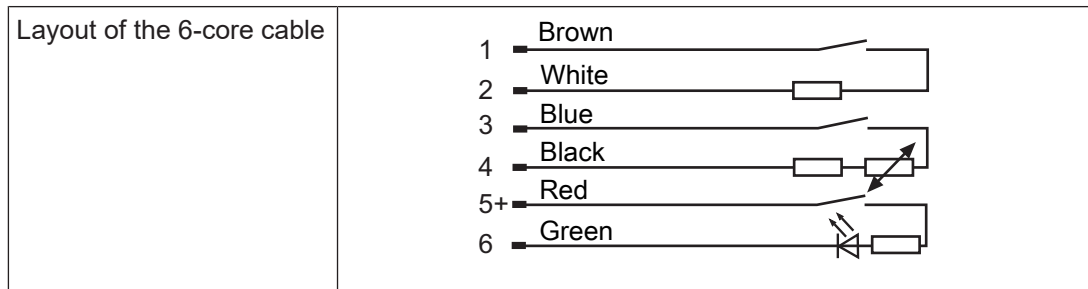 Layout of the 6-core cable
1 Brown
2 White
3 Blue
4 Black
5+ Red
6 Green